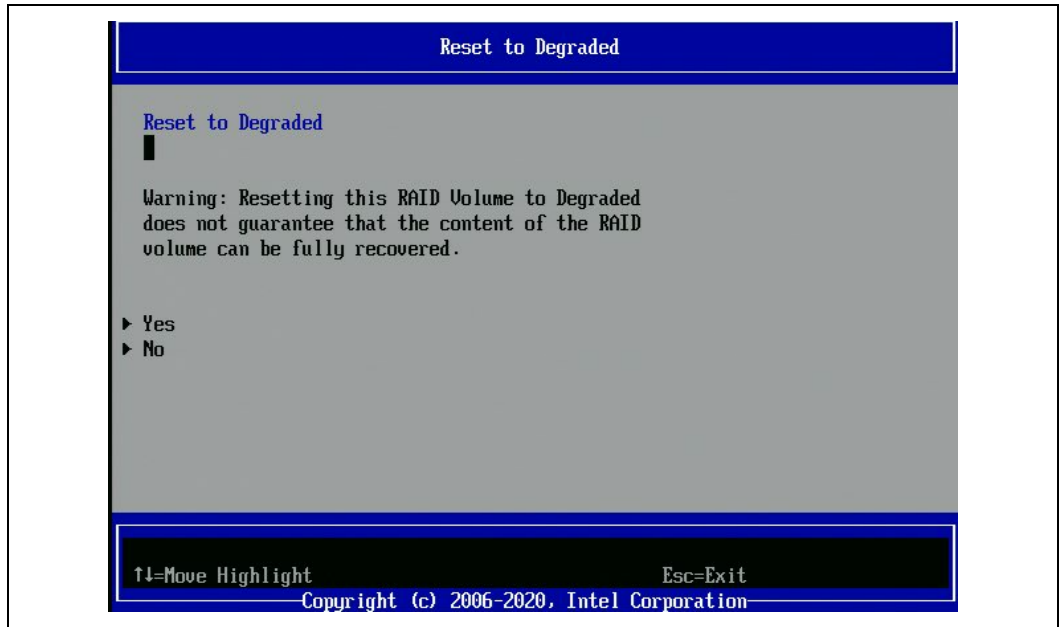 Reset to Degraded
Reset to Degraded
Warning: Resetting this RAID Volume to Degraded
does not guarantee that the content of the RAID
volume can be fully recovered.
Yes
No
↑↓=Move Highlight Esc=Exit
Copyright (c) 2006-2020, Intel Corporation